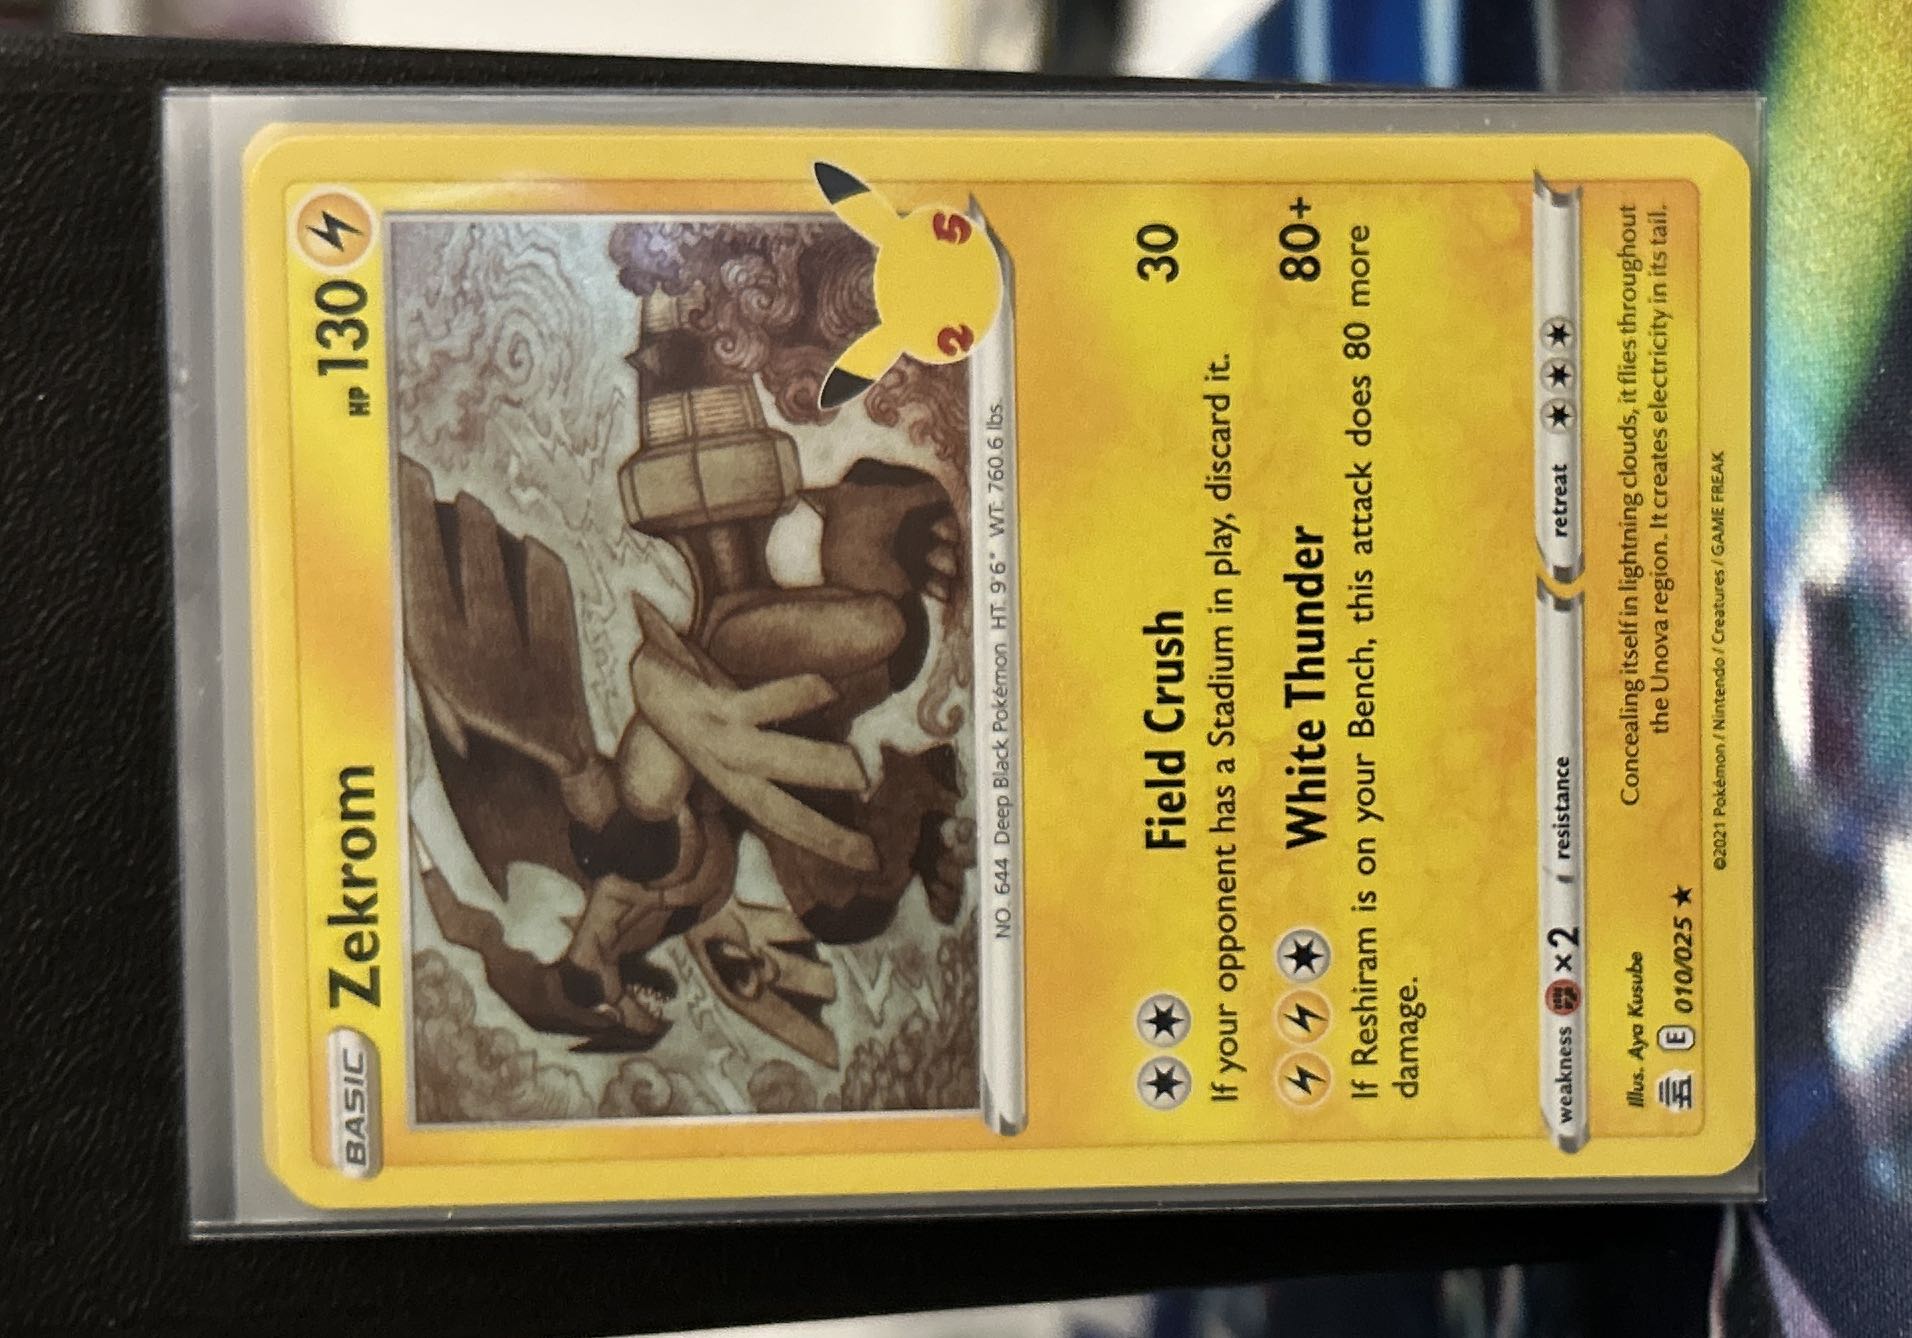 BASIC Zekrom HP 130
25
NO. 644 Deep Black Pokémon HT: 9'6" WT: 760.6 lbs.
Field Crush 30
If your opponent has a Stadium in play, discard it.
White Thunder 80+
If Reshiram is on your Bench, this attack does 80 more
damage.
weakness ×2 resistance retreat
Illus. Aya Kusube
E 010/025 ★
Concealing itself in lightning clouds, it flies throughout
the Unova region. It creates electricity in its tail.
©2021 Pokémon / Nintendo / Creatures / GAME FREAK